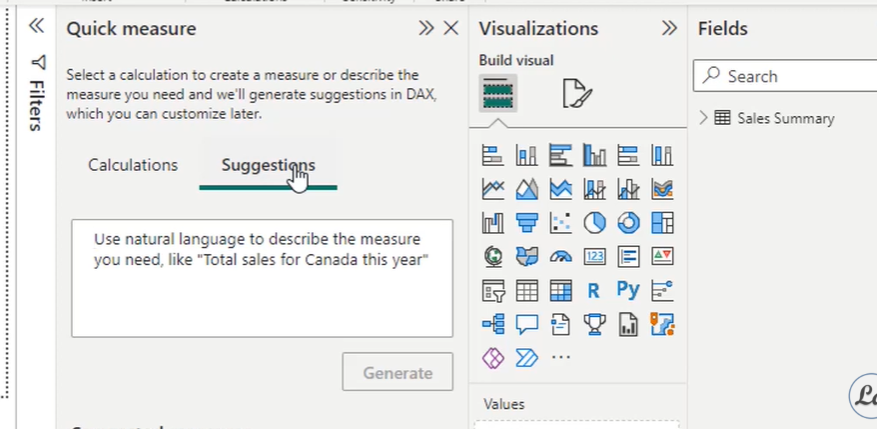 Quick measure
Select a calculation to create a measure or describe the
measure you need and we'll generate suggestions in DAX,
which you can customize later.
Calculations
Suggestions
Use natural language to describe the measure
you need, like "Total sales for Canada this year"
Generate
Filters
Visualizations
Build visual
123
R
Py
Values
Fields
Search
Sales Summary